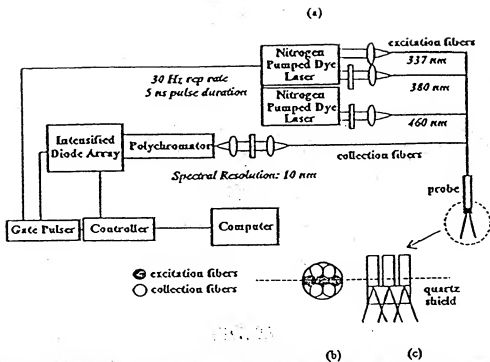 (a)
Nitrogen
Pumped Dye
Laser
excitation fibers
337 nm
30 Hz rep rate
5 ns pulse duration
380 nm
Nitrogen
Pumped Dye
Laser
460 nm
Intensified
Diode Array
Polychromator
collection fibers
Spectral Resolution: 10 nm
probe
Gate Pulser
Controller
Computer
excitation fibers
collection fibers
quartz
shield
(b)
(c)